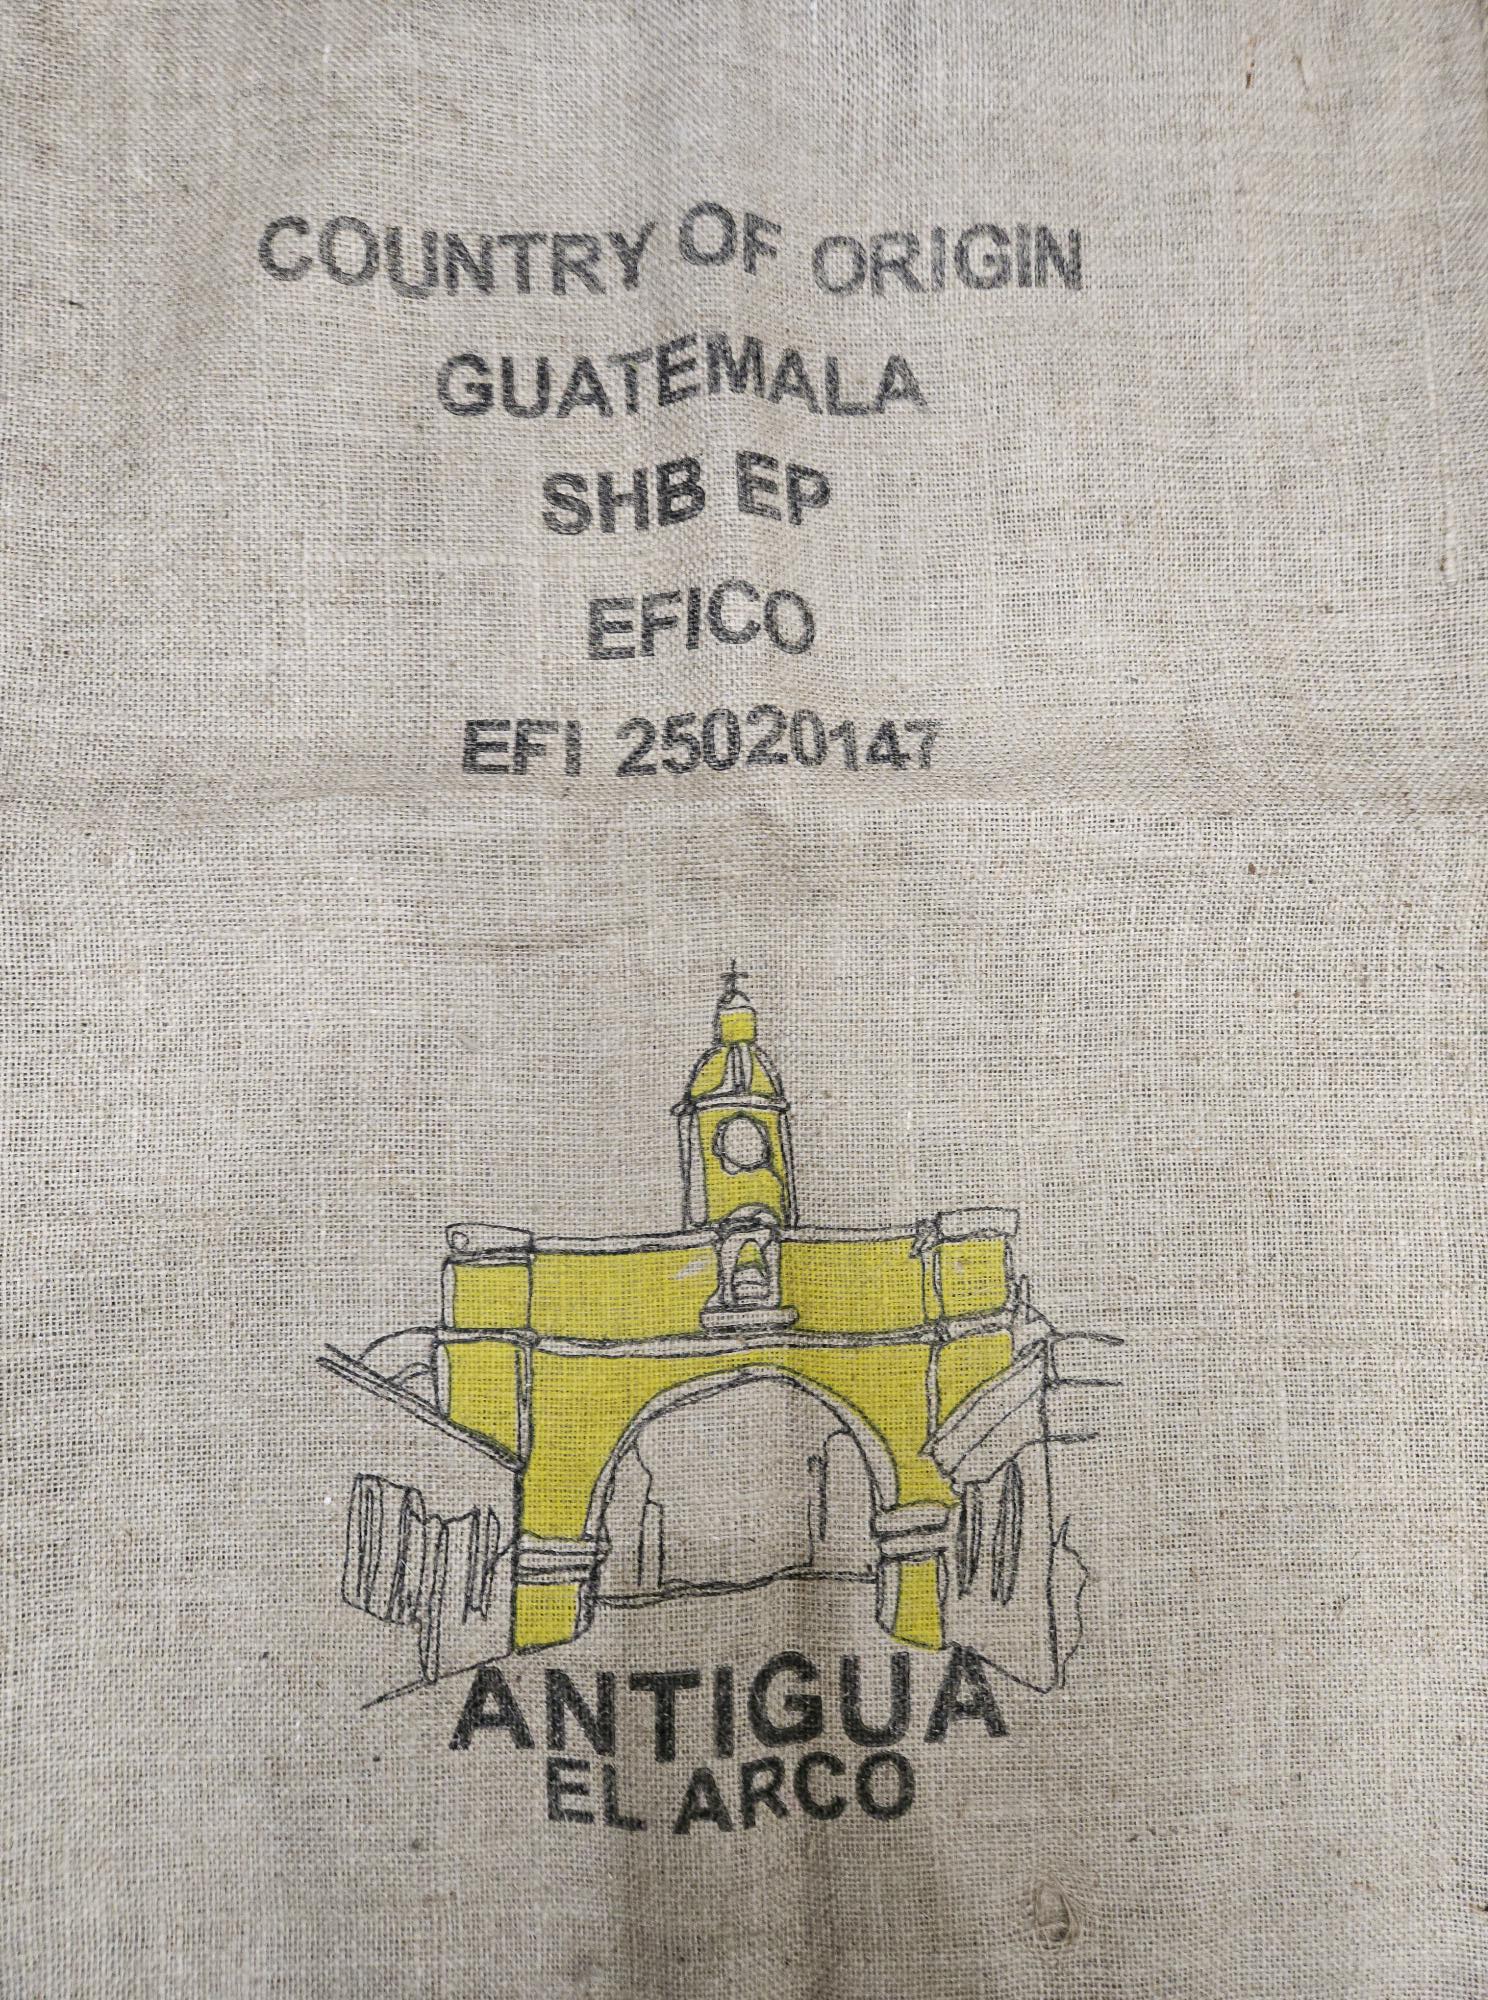 COUNTRY OF ORIGIN
GUATEMALA
SHB EP
EFICO
EFI 25020147
ANTIGUA
EL ARCO